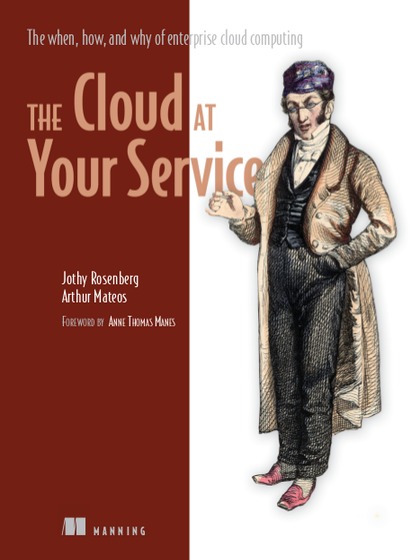 The when, how, and why of enterprise cloud computing
THE Cloud AT
Your Service
Jothy Rosenberg
Arthur Mateos
FOREWORD BY ANNE THOMAS MANES
MANNING